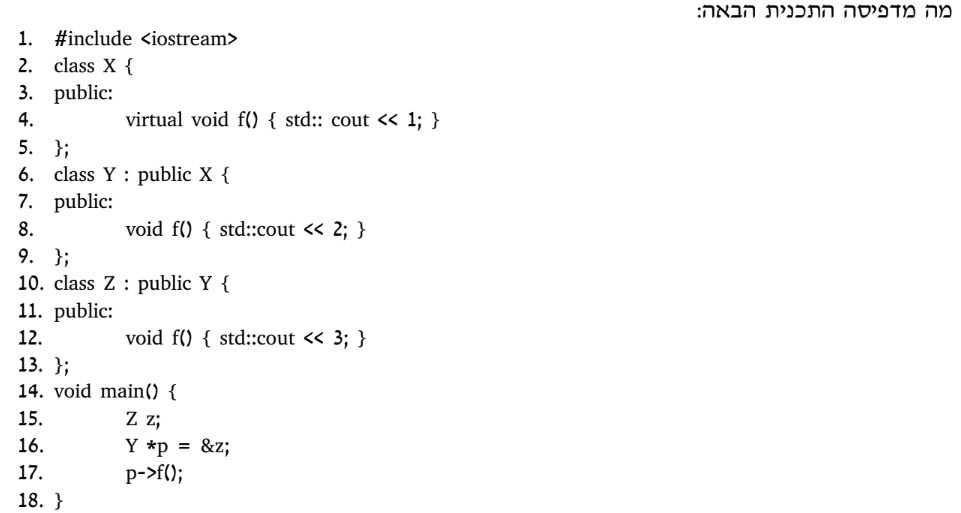 מה מדפיסה התכנית הבאה:
1. #include <iostream>
2. class X {
3. public:
4. virtual void f() { std:: cout << 1; }
5. };
6. class Y : public X {
7. public:
8. void f() { std::cout << 2; }
9. };
10. class Z : public Y {
11. public:
12. void f() { std::cout << 3; }
13. };
14. void main() {
15. Z z;
16. Y *p = &z;
17. p->f();
18. }